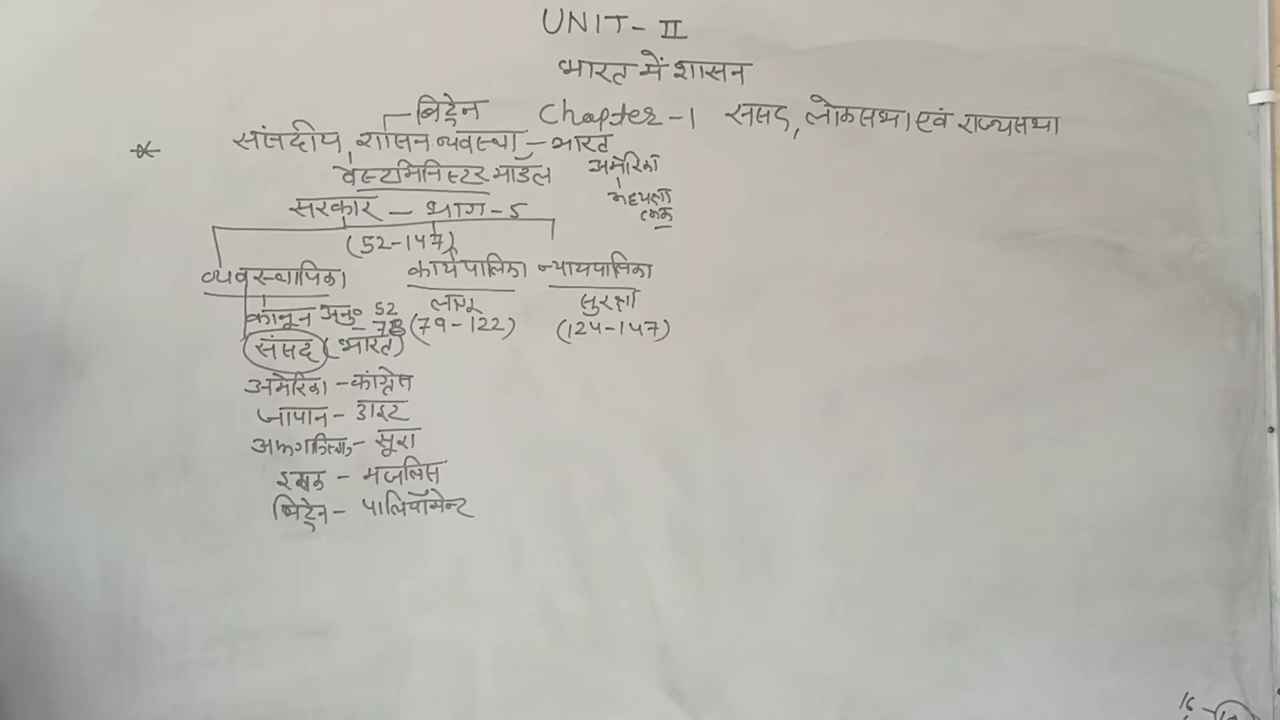 UNIT-II
भारत में शासन
Chapter-1 संसद, लोकसभा एवं राज्यसभा
ब्रिट्रेन
* संसदीय शासन व्यवस्था - भारत
वेस्टमिनिस्टर मॉडल
अमेरिका
सरकार - भाग-5
(52-147)
व्यवस्थापिका कार्यपालिका न्यायपालिका
कानून अनु० 52 - 78
लागू (79-122)
सुरक्षा (124-147)
संसद (भारत)
अमेरिका - कांग्रेस
जापान - डाइट
अफगानिस्तान - सूरा
मजलिस
ब्रिट्रेन - पार्लियामेन्ट